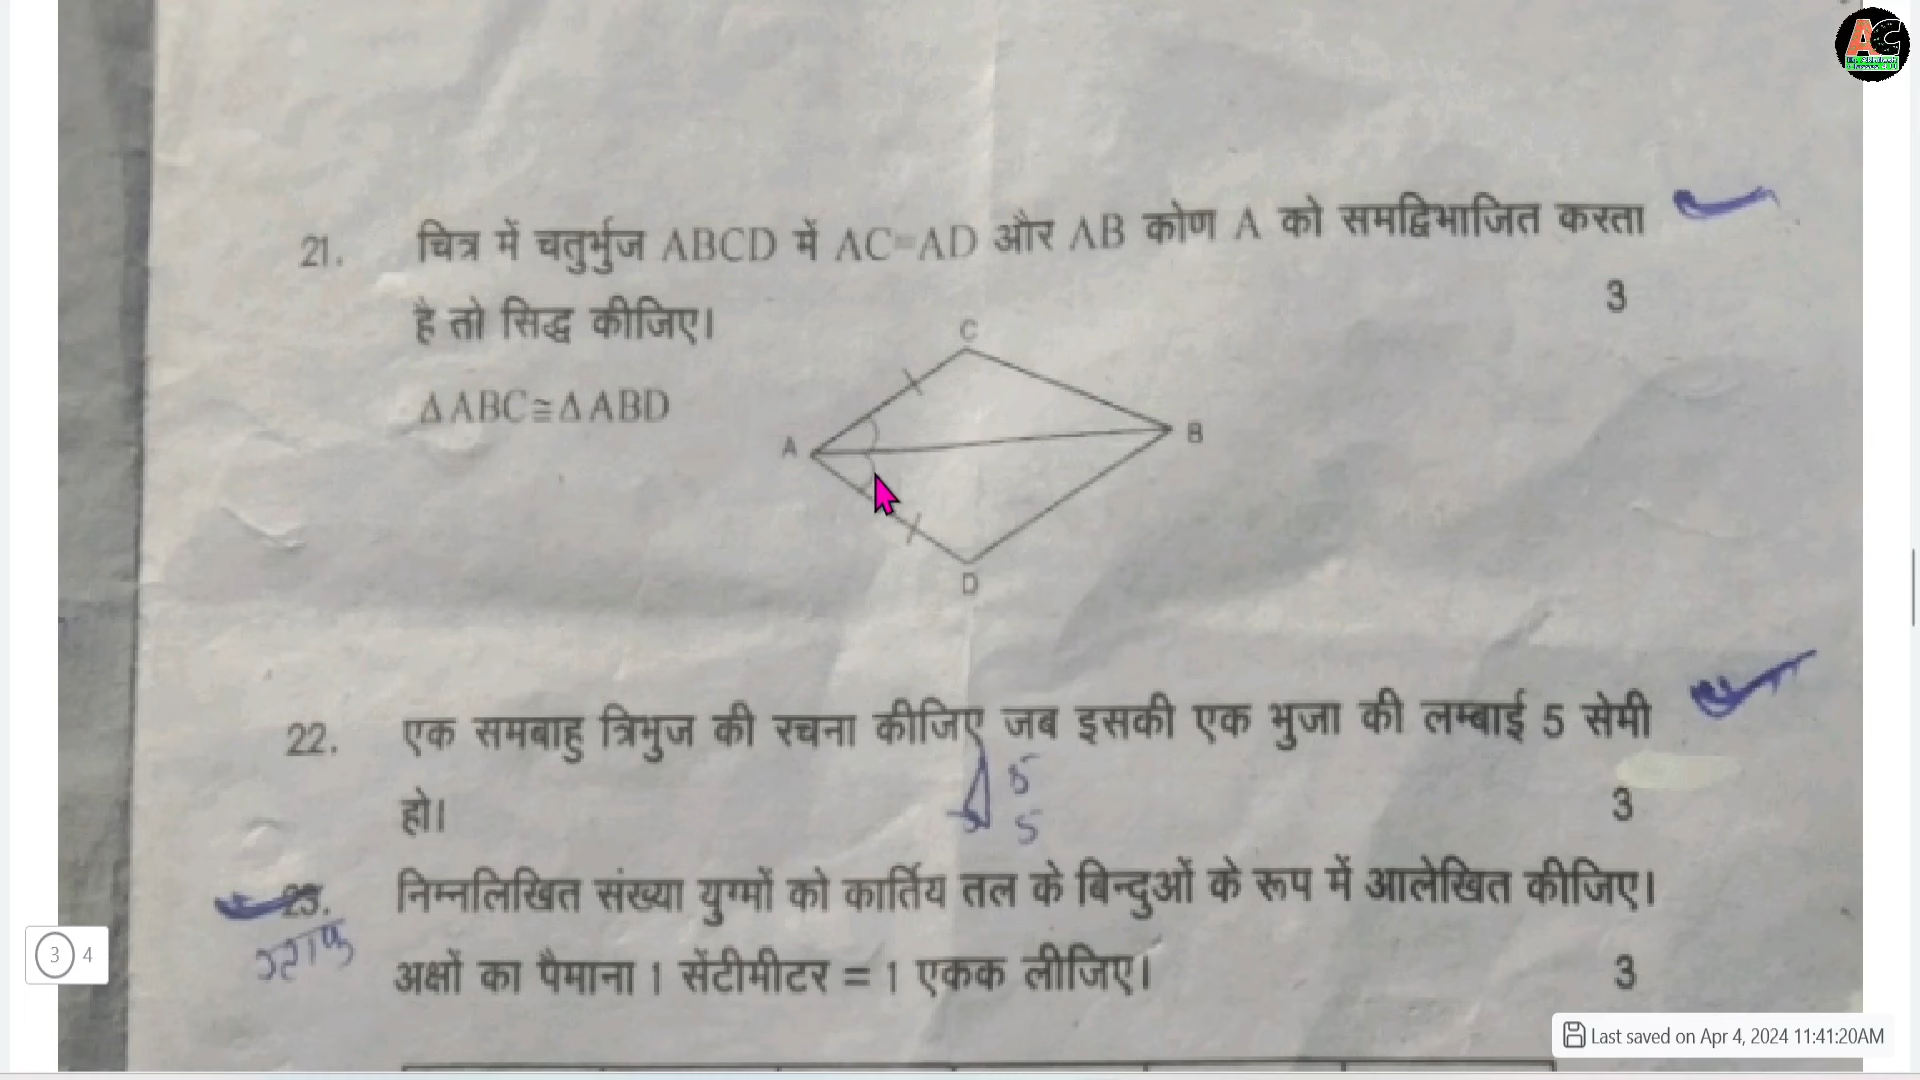 AC
21. चित्र में चतुर्भुज ABCD में AC=AD और AB कोण A को समद्विभाजित करता
है तो सिद्ध कीजिए। 3
ΔABC≅ΔABD
C
A
B
D
22. एक समबाहु त्रिभुज की रचना कीजिए जब इसकी एक भुजा की लम्बाई 5 सेमी
हो। 3
5
5
23. निम्नलिखित संख्या युग्मों को कार्तिय तल के बिन्दुओं के रूप में आलेखित कीजिए।
अक्षों का पैमाना 1 सेंटीमीटर = 1 एकक लीजिए। 3
3 4
Last saved on Apr 4, 2024 11:41:20AM